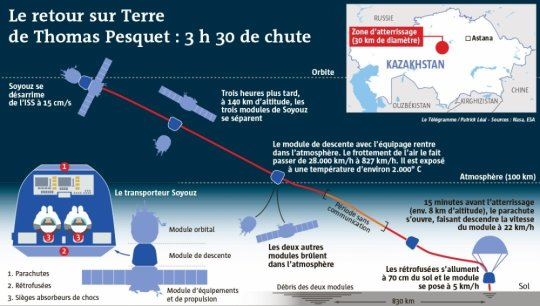 Le retour sur Terre
de Thomas Pesquet : 3 h 30 de chute
RUSSIE
Zone d'atterrissage
(30 km de diamètre)
Astana
KAZAKHSTAN
CHINE
OUZBÉKISTAN
KIRGHIZISTAN
Le Télégramme / Patrick Léal - Sources : Nasa, ESA
Orbite
Soyouz se
désarrime
de l'ISS à 15 cm/s
Trois heures plus tard,
à 140 km d'altitude, les
trois modules de Soyouz
se séparent
Le module de descente avec l'équipage rentre
dans l'atmosphère. Le frottement de l'air le fait
passer de 28.000 km/h à 827 km/h. Il est exposé
à une température d'environ 2.000° C
Atmosphère (100 km)
Période sans
communication
15 minutes avant l'atterrissage
(env. 8 km d'altitude), le parachute
s'ouvre, faisant descendre la vitesse
du module à 22 km/h
Les deux autres
modules brûlent
dans l'atmosphère
Les rétrofusées s'allument
à 70 cm du sol et le module
se pose à 5 km/h
Sol
Débris des deux modules
830 km
Le transporteur Soyouz
Module orbital
Module de descente
Module d'équipements
et de propulsion
1
3
3
2
1. Parachutes
2. Rétrofusées
3. Sièges absorbeurs de chocs